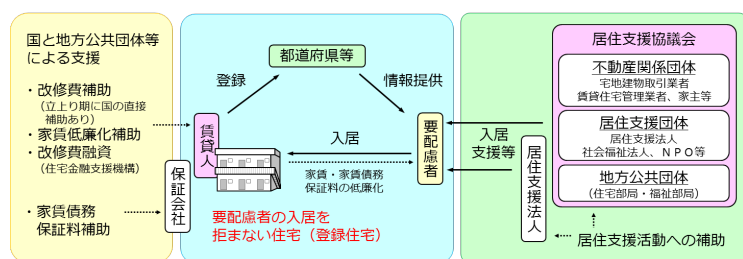 国と地方公共団体等
による支援
・改修費補助
(立上り期に国の直接
補助あり)
・家賃低廉化補助
・改修費融資
(住宅金融支援機構)
・家賃債務
保証料補助
保証会社
賃貸人
登録
都道府県等
情報提供
入居
家賃・家賃債務
保証料の低廉化
要配慮者の入居を
拒まない住宅(登録住宅)
要配慮者
入居
支援等
居住支援法人
居住支援協議会
不動産関係団体
宅地建物取引業者
賃貸住宅管理業者、家主等
居住支援団体
居住支援法人
社会福祉法人、NPO等
地方公共団体
(住宅部局・福祉部局)
居住支援活動への補助